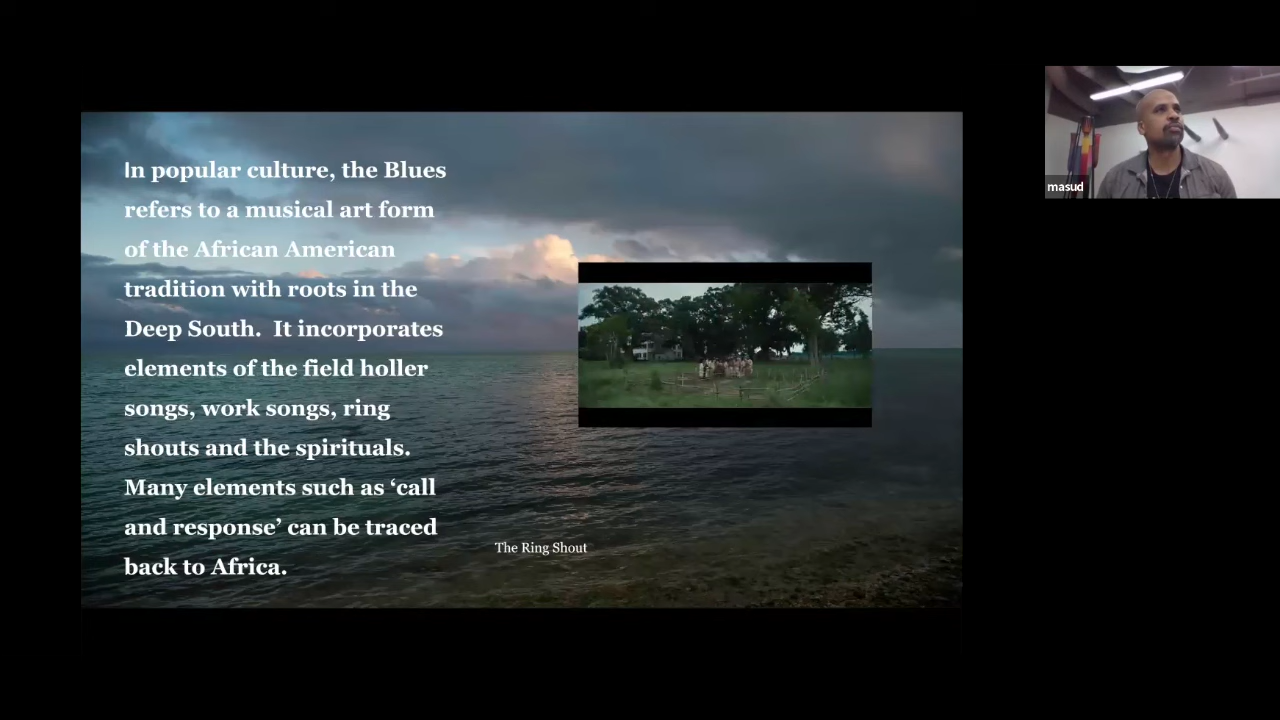 In popular culture, the Blues
refers to a musical art form
of the African American
tradition with roots in the
Deep South.  It incorporates
elements of the field holler
songs, work songs, ring
shouts and the spirituals.
Many elements such as ‘call
and response’ can be traced
back to Africa.
The Ring Shout
masud